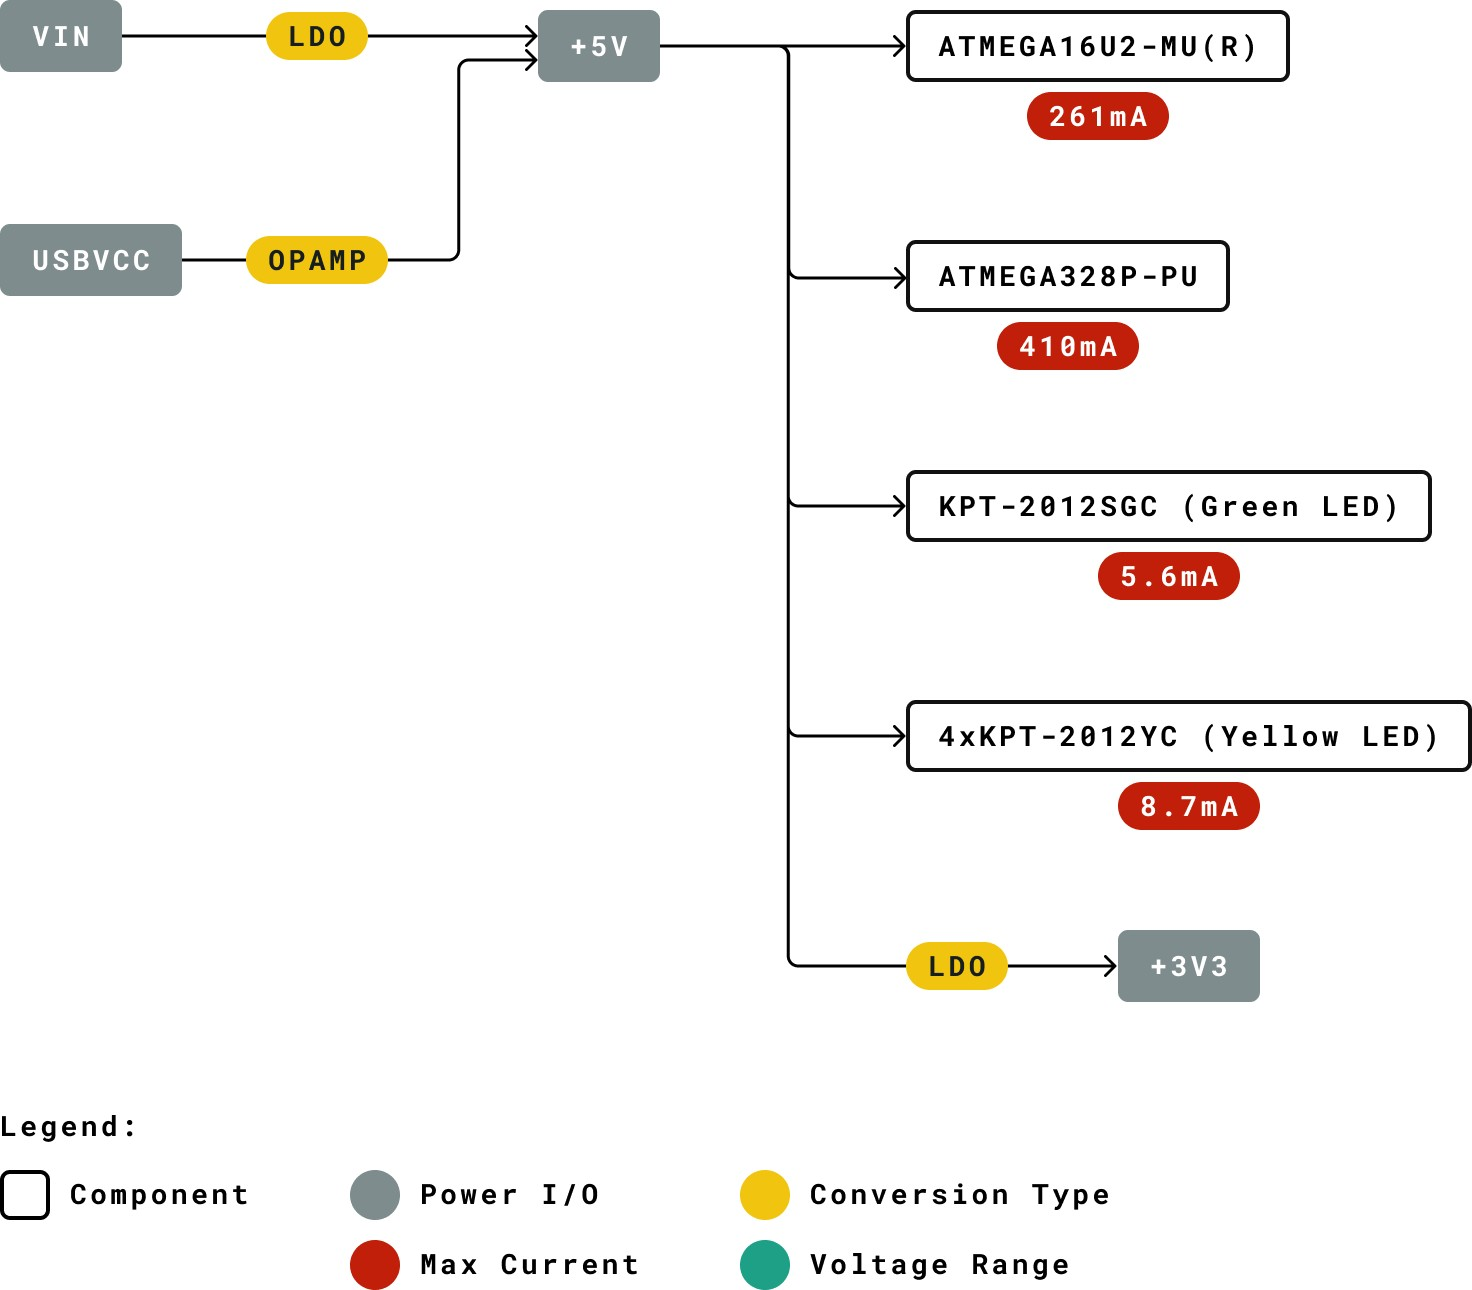 VIN
LDO
+5V
ATMEGA16U2-MU(R)
261mA
USBVCC
OPAMP
ATMEGA328P-PU
410mA
KPT-2012SGC (Green LED)
5.6mA
4xKPT-2012YC (Yellow LED)
8.7mA
LDO
+3V3
Legend:
Component
Power I/O
Conversion Type
Max Current
Voltage Range